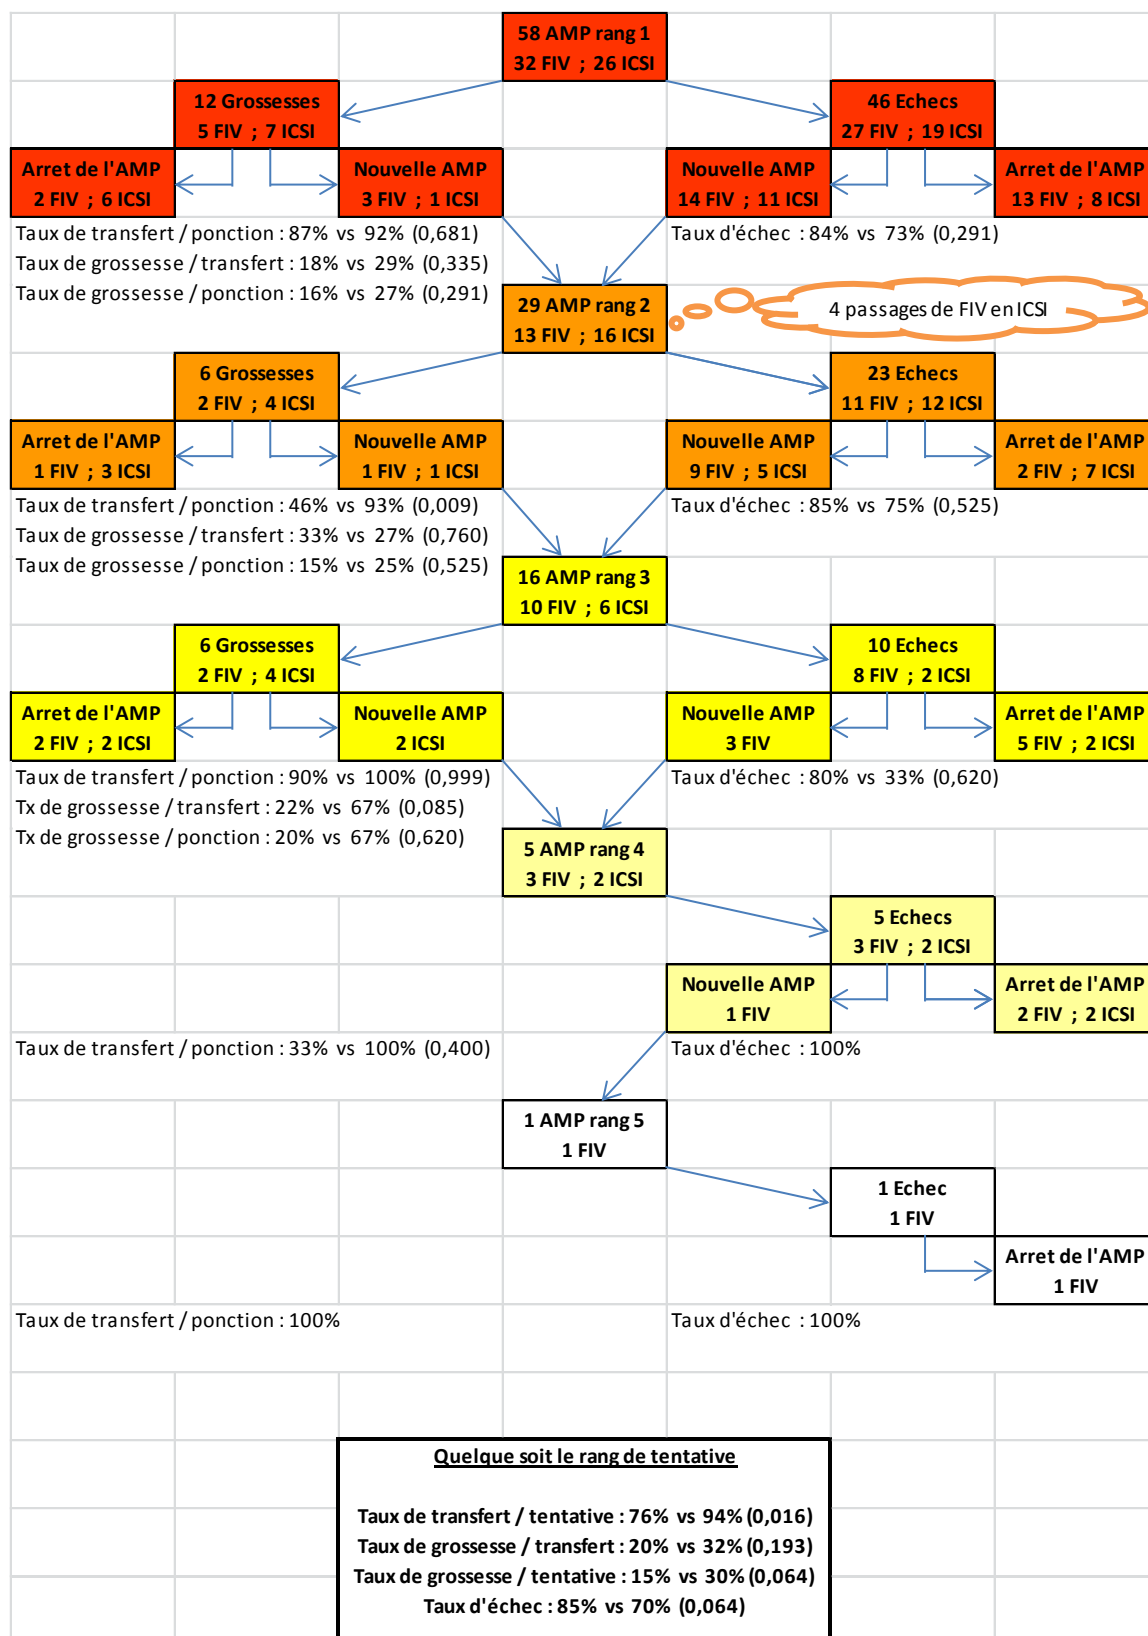 58 AMP rang 1
32 FIV ; 26 ICSI
12 Grossesses
5 FIV ; 7 ICSI
46 Echecs
27 FIV ; 19 ICSI
Arret de l'AMP
2 FIV ; 6 ICSI
Nouvelle AMP
3 FIV ; 1 ICSI
Nouvelle AMP
14 FIV ; 11 ICSI
Arret de l'AMP
13 FIV ; 8 ICSI
Taux de transfert / ponction : 87% vs 92% (0,681)
Taux de grossesse / transfert : 18% vs 29% (0,335)
Taux de grossesse / ponction : 16% vs 27% (0,291)
Taux d'échec : 84% vs 73% (0,291)
29 AMP rang 2
13 FIV ; 16 ICSI
4 passages de FIV en ICSI
6 Grossesses
2 FIV ; 4 ICSI
23 Echecs
11 FIV ; 12 ICSI
Arret de l'AMP
1 FIV ; 3 ICSI
Nouvelle AMP
1 FIV ; 1 ICSI
Nouvelle AMP
9 FIV ; 5 ICSI
Arret de l'AMP
2 FIV ; 7 ICSI
Taux de transfert / ponction : 46% vs 93% (0,009)
Taux de grossesse / transfert : 33% vs 27% (0,760)
Taux de grossesse / ponction : 15% vs 25% (0,525)
Taux d'échec : 85% vs 75% (0,525)
16 AMP rang 3
10 FIV ; 6 ICSI
6 Grossesses
2 FIV ; 4 ICSI
10 Echecs
8 FIV ; 2 ICSI
Arret de l'AMP
2 FIV ; 2 ICSI
Nouvelle AMP
2 ICSI
Nouvelle AMP
3 FIV
Arret de l'AMP
5 FIV ; 2 ICSI
Taux de transfert / ponction : 90% vs 100% (0,999)
Tx de grossesse / transfert : 22% vs 67% (0,085)
Tx de grossesse / ponction : 20% vs 67% (0,620)
Taux d'échec : 80% vs 33% (0,620)
5 AMP rang 4
3 FIV ; 2 ICSI
5 Echecs
3 FIV ; 2 ICSI
Nouvelle AMP
1 FIV
Arret de l'AMP
2 FIV ; 2 ICSI
Taux de transfert / ponction : 33% vs 100% (0,400)
Taux d'échec : 100%
1 AMP rang 5
1 FIV
1 Echec
1 FIV
Arret de l'AMP
1 FIV
Taux de transfert / ponction : 100%
Taux d'échec : 100%
Quelque soit le rang de tentative
Taux de transfert / tentative : 76% vs 94% (0,016)
Taux de grossesse / transfert : 20% vs 32% (0,193)
Taux de grossesse / tentative : 15% vs 30% (0,064)
Taux d'échec : 85% vs 70% (0,064)